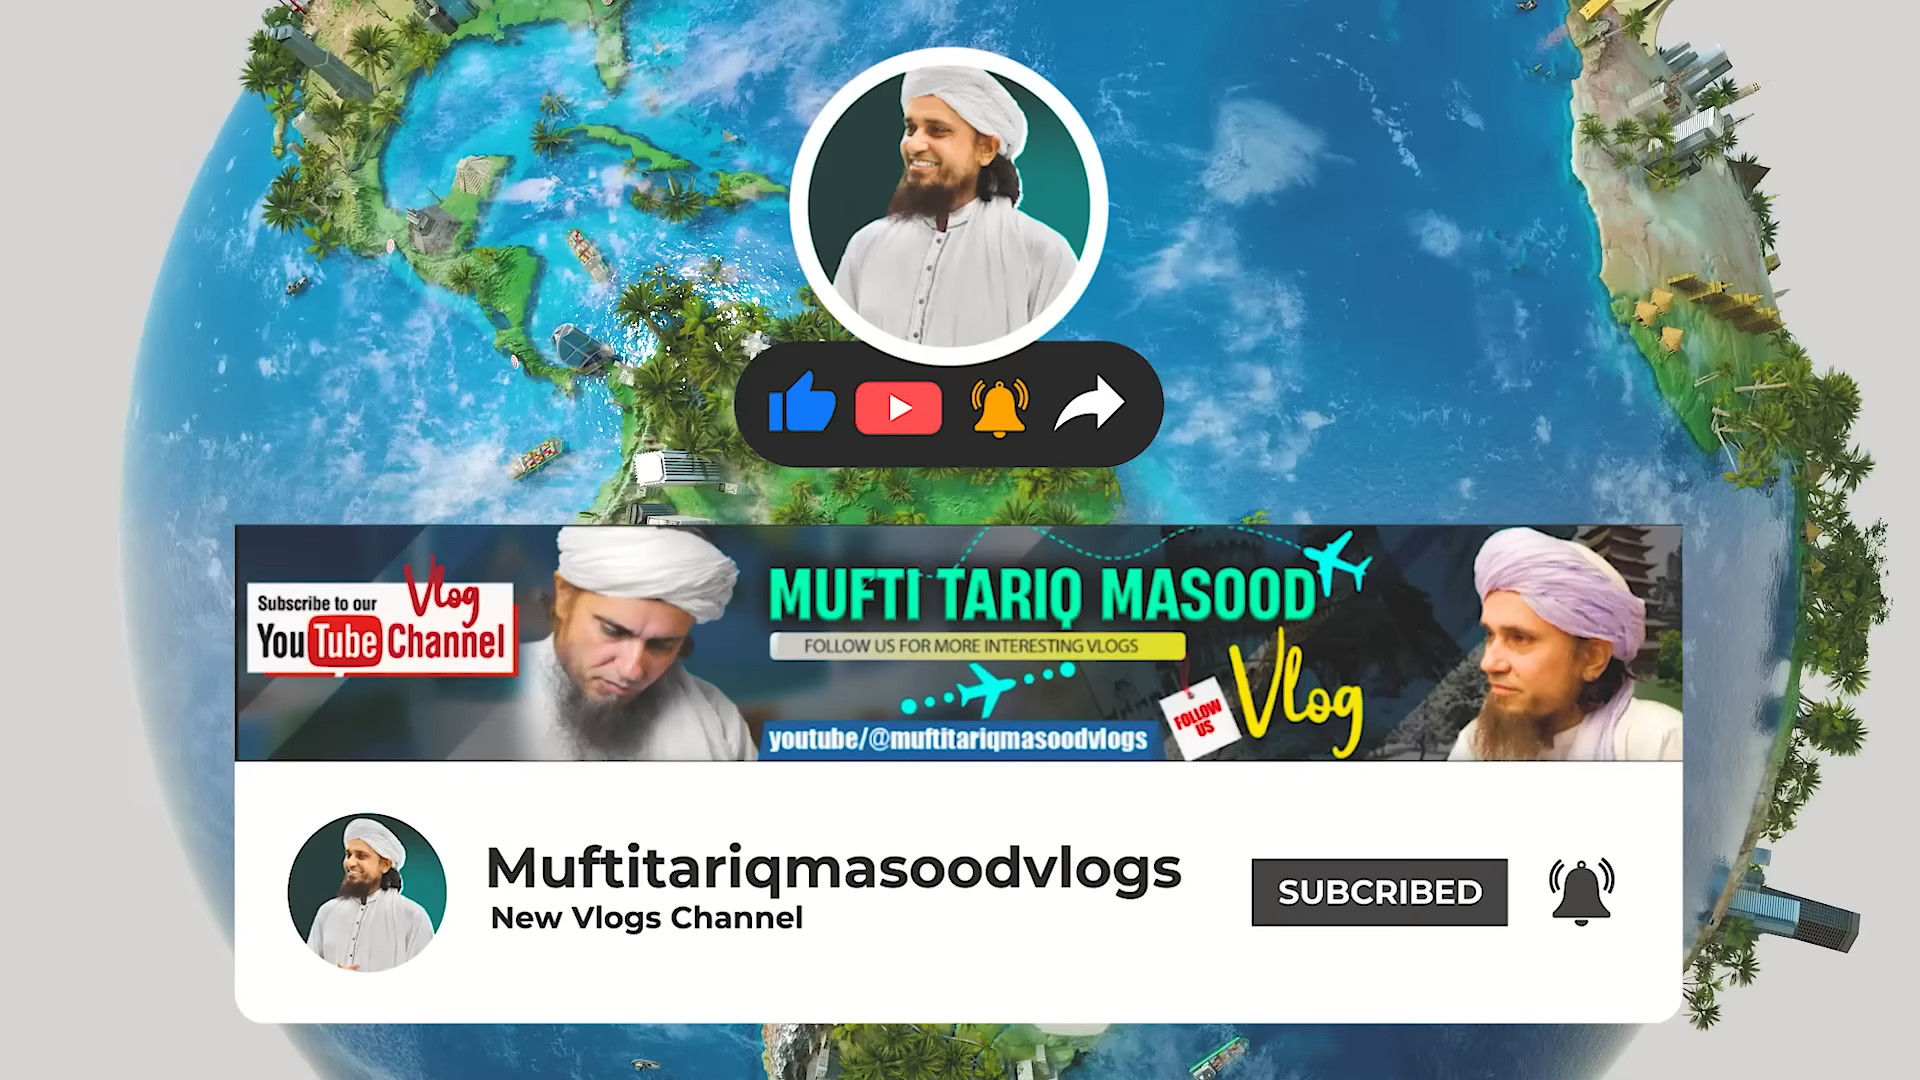 Subscribe to our Vlog
YouTube Channel
MUFTI TARIQ MASOOD
FOLLOW US FOR MORE INTERESTING VLOGS
Vlog
FOLLOW
US
youtube/@muftitariqmasoodvlogs
Muftitariqmasoodvlogs
New Vlogs Channel
SUBCRIBED